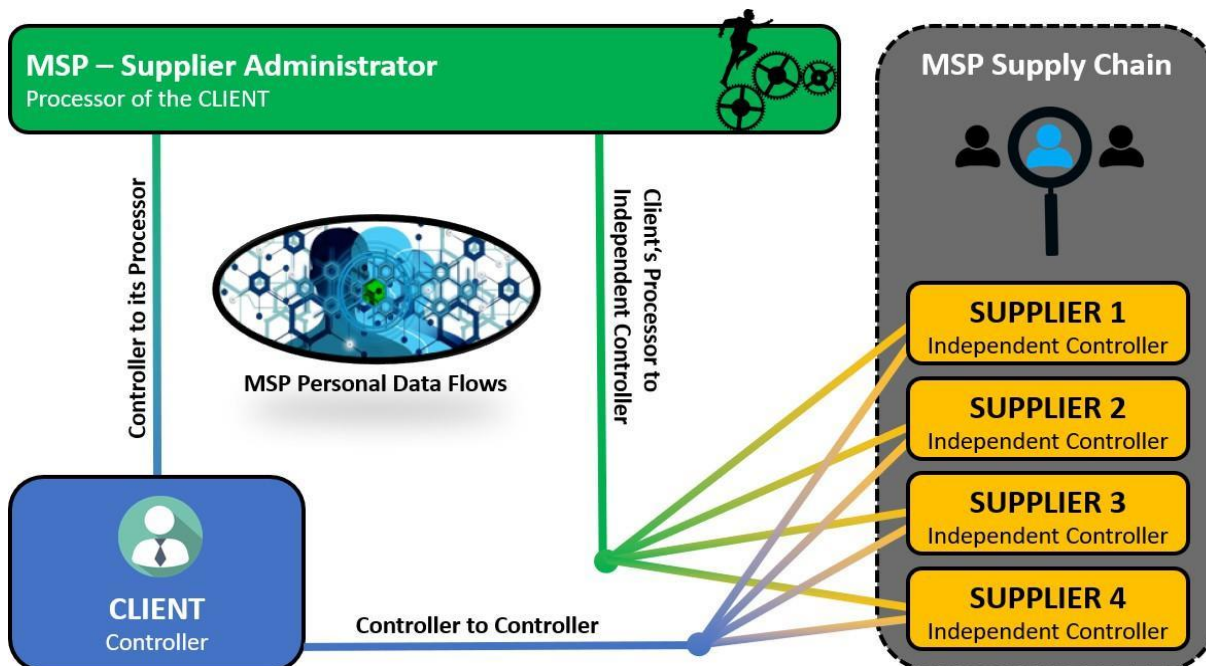 MSP – Supplier Administrator
Processor of the CLIENT
MSP Supply Chain
Controller to its Processor
Client‘s Processor to
Independent Controller
MSP Personal Data Flows
SUPPLIER 1
Independent Controller
SUPPLIER 2
Independent Controller
SUPPLIER 3
Independent Controller
SUPPLIER 4
Independent Controller
CLIENT
Controller
Controller to Controller